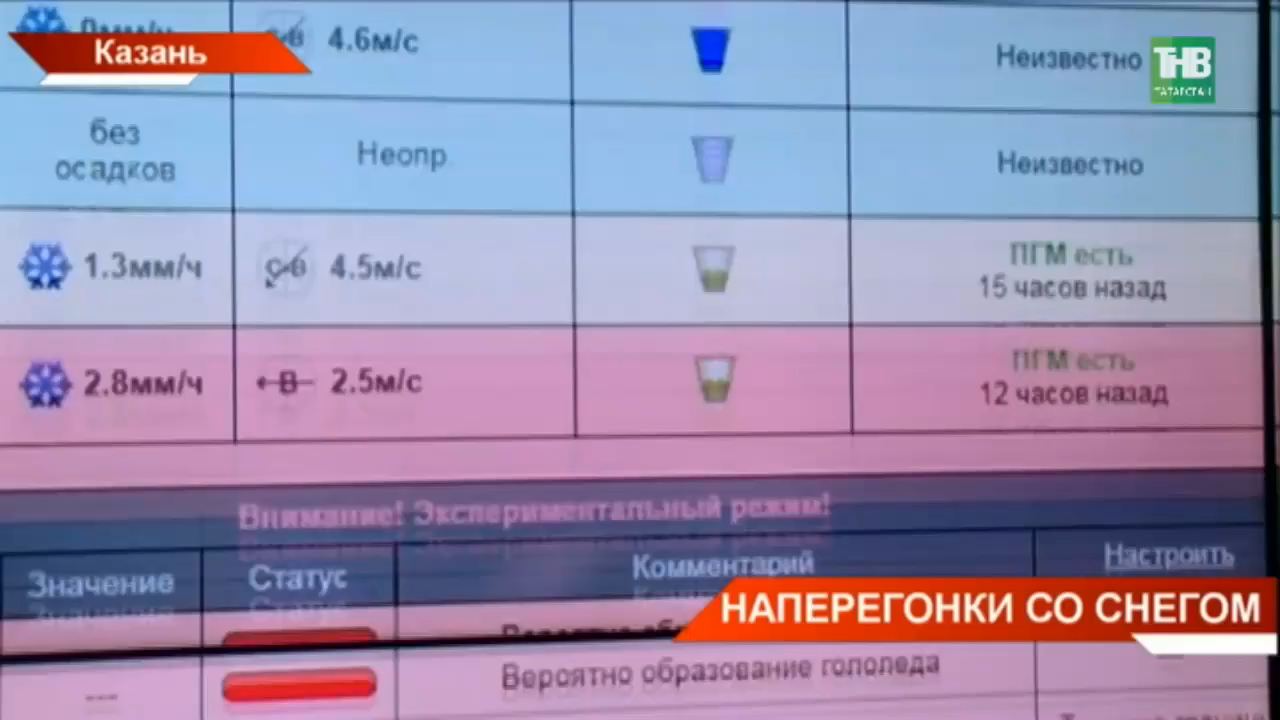 Казань
4.6м/с
Неизвестно
ТНВ
ТАТАРСТАН
без
осадков
Неопр.
Неизвестно
1.3мм/ч
С-В
4.5м/с
ПГМ есть
15 часов назад
2.8мм/ч
В
2.5м/с
ПГМ есть
12 часов назад
Внимание! Экспериментальный режим!
Значение
Статус
Комментарий
Настроить
НАПЕРЕГОНКИ СО СНЕГОМ
---
Вероятно образование гололеда